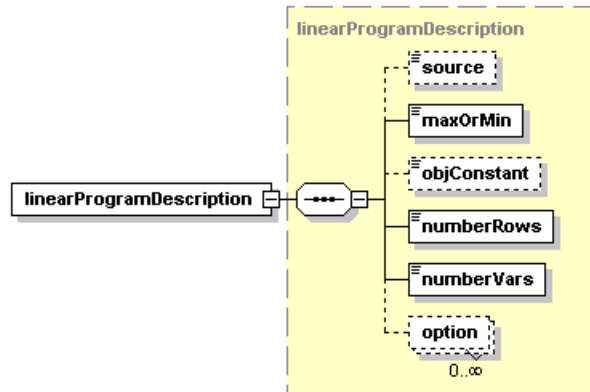 linearProgramDescription
source
maxOrMin
objConstant
linearProgramDescription
numberRows
numberVars
option
0..∞